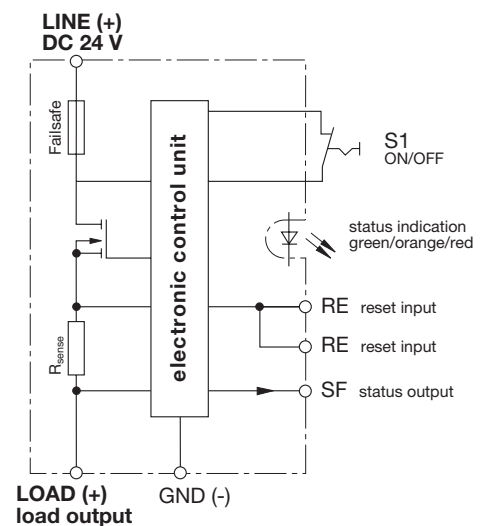 LINE (+)
DC 24 V
Failsafe
electronic control unit
S1
ON/OFF
status indication
green/orange/red
RE reset input
RE reset input
Rsense
SF status output
LOAD (+)
load output
GND (-)